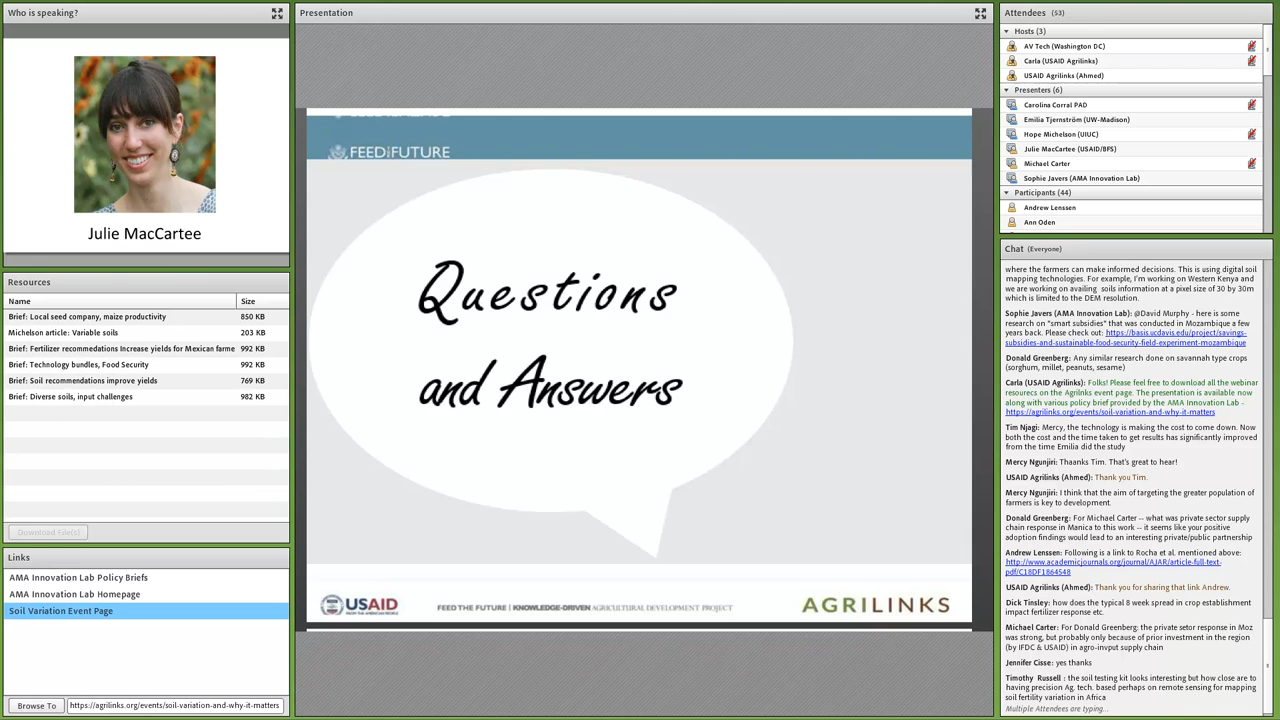 Who is speaking?
Julie MacCartee
Resources
Name Size
Brief: Local seed company, maize productivity 850 KB
Michelson article: Variable soils 203 KB
Brief: Fertilizer recommedations Increase yields for Mexican farme 992 KB
Brief: Technology bundles, Food Security 992 KB
Brief: Soil recommendations improve yields 769 KB
Brief: Diverse soils, input challenges 982 KB
Download File(s)
Links
AMA Innovation Lab Policy Briefs
AMA Innovation Lab Homepage
Soil Variation Event Page
Browse To https://agrilinks.org/events/soil-variation-and-why-it-matters
Presentation
FEED THE FUTURE
Questions
and Answers
USAID
FROM THE AMERICAN PEOPLE
FEED THE FUTURE | KNOWLEDGE-DRIVEN AGRICULTURAL DEVELOPMENT PROJECT
AGRILINKS
Attendees (53)
Hosts (3)
AV Tech (Washington DC)
Carla (USAID Agrilinks)
USAID Agrilinks (Ahmed)
Presenters (6)
Carolina Corral PAD
Emilia Tjernström (UW-Madison)
Hope Michelson (UIUC)
Julie MacCartee (USAID/BFS)
Michael Carter
Sophie Javers (AMA Innovation Lab)
Participants (44)
Andrew Lenssen
Ann Oden
Chat (Everyone)
where the farmers can make informed decisions. This is using digital soil
mapping technologies. For example, I'm working on Western Kenya and
we are working on availing soils information at a pixel size of 30 by 30m
which is limited to the DEM resolution.
Sophie Javers (AMA Innovation Lab): @David Murphy - here is some
research on "smart subsidies" that was conducted in Mozambique a few
years back. Please check out: https://basis.ucdavis.edu/project/savings-
subsidies-and-sustainable-food-security-field-experiment-mozambique
Donald Greenberg: Any similar research done on savannah type crops
(sorghum, millet, peanuts, sesame)
Carla (USAID Agrilinks): Folks! Please feel free to download all the webinar
resourecs on the Agrilnks event page. The presentation is available now
along with various policy brief provided by the AMA Innovation Lab -
https://agrilinks.org/events/soil-variation-and-why-it-matters
Tim Njagi: Mercy, the technology is making the cost to come down. Now
both the cost and the time taken to get results has significantly improved
from the time Emilia did the study
Mercy Ngunjiri: Thaanks Tim. That's great to hear!
USAID Agrilinks (Ahmed): Thank you Tim.
Mercy Ngunjiri: I think that the aim of targeting the greater population of
farmers is key to development.
Donald Greenberg: For Michael Carter -- what was private sector supply
chain response in Manica to this work -- it seems like your positive
adoption findings would lead to an interesting private/public partnership
Andrew Lenssen: Following is a link to Rocha et al. mentioned above:
http://www.academicjournals.org/journal/AJAR/article-full-text-
pdf/C18DF1864548
USAID Agrilinks (Ahmed): Thank you for sharing that link Andrew.
Dick Tinsley: how does the typical 8 week spread in crop establishment
impact fertilizer response etc.
Michael Carter: For Donald Greenberg: the private setor response in Moz
was strong, but probably only because of prior investment in the region
(by IFDC & USAID) in agro-invput supply chain
Jennifer Cisse: yes thanks
Timothy Russell : the soil testing kit looks interesting but how close are to
having precision Ag. tech. based perhaps on remote sensing for mapping
soil fertility variation in Africa
Multiple Attendees are typing...